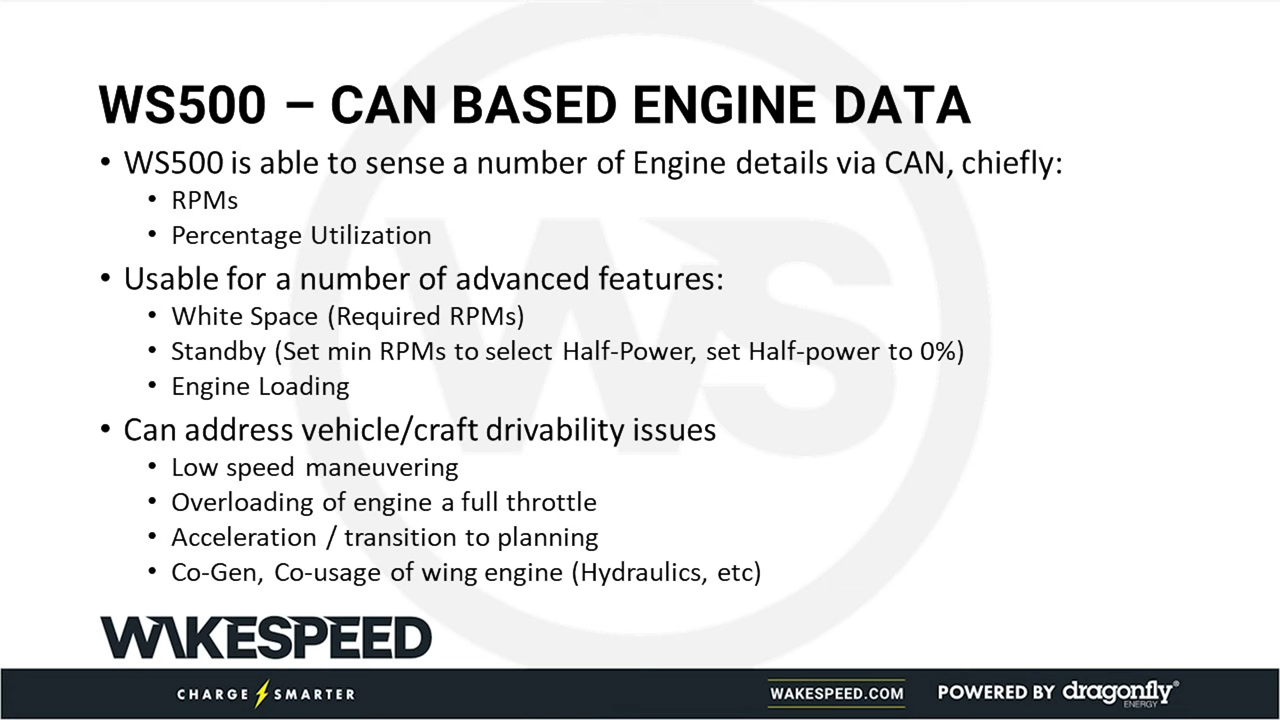 WS500 – CAN BASED ENGINE DATA
• WS500 is able to sense a number of Engine details via CAN, chiefly:
• RPMs
• Percentage Utilization
• Usable for a number of advanced features:
• White Space (Required RPMs)
• Standby (Set min RPMs to select Half-Power, set Half-power to 0%)
• Engine Loading
• Can address vehicle/craft drivability issues
• Low speed maneuvering
• Overloading of engine a full throttle
• Acceleration / transition to planning
• Co-Gen, Co-usage of wing engine (Hydraulics, etc)
WAKESPEED
CHARGE SMARTER
WAKESPEED.COM
POWERED BY dragonfly®
ENERGY
WS